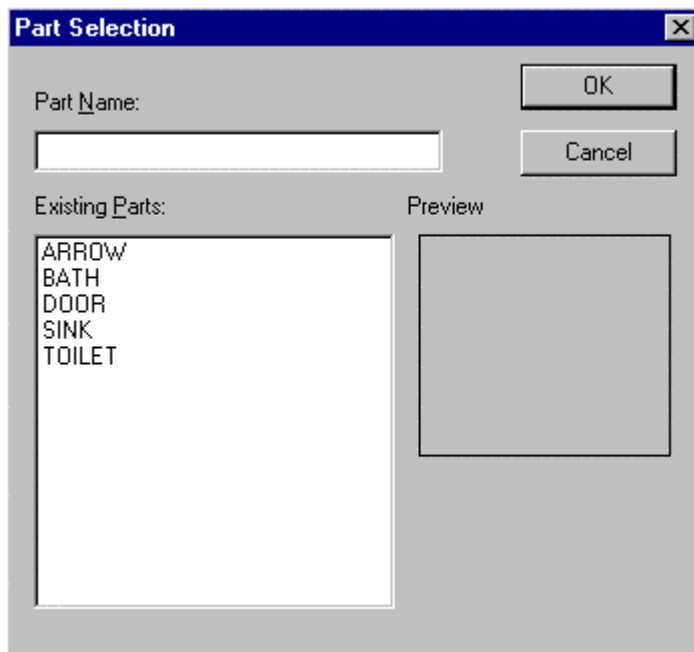 Part Selection
OK
Part Name:
Cancel
Existing Parts:
Preview
ARROW
BATH
DOOR
SINK
TOILET